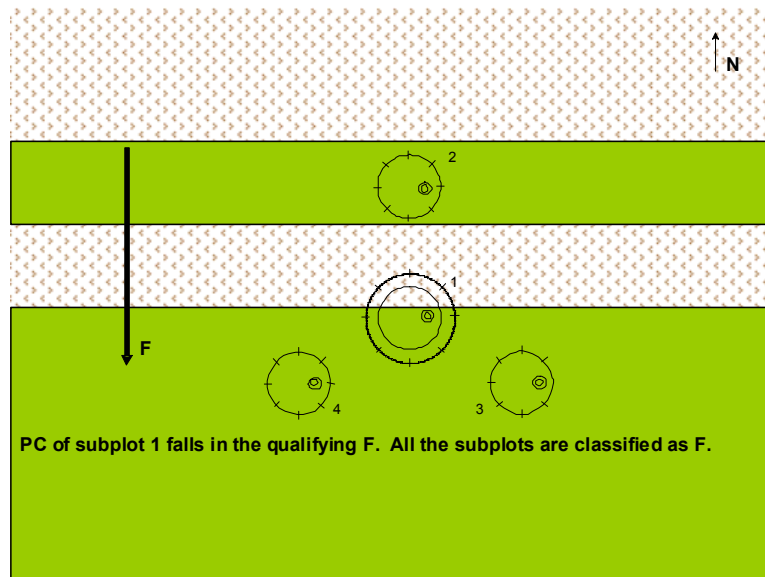 N
2
1
F
4
3
PC of subplot 1 falls in the qualifying F. All the subplots are classified as F.